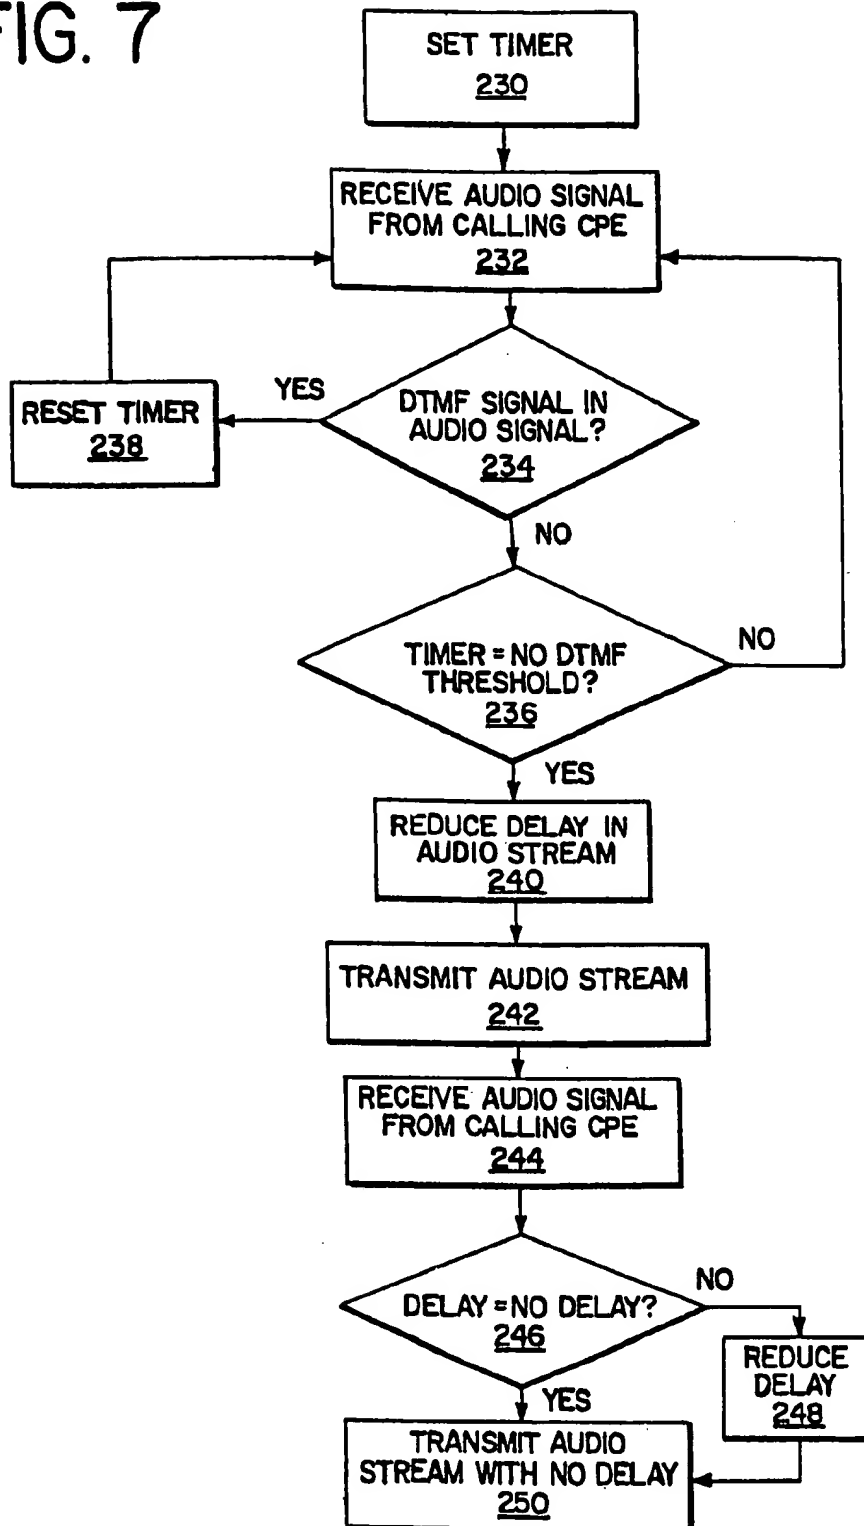 FIG. 7
SET TIMER
230
RECEIVE AUDIO SIGNAL
FROM CALLING CPE
232
YES
DTMF SIGNAL IN
AUDIO SIGNAL?
234
RESET TIMER
238
NO
TIMER = NO DTMF
THRESHOLD?
236
NO
YES
REDUCE DELAY IN
AUDIO STREAM
240
TRANSMIT AUDIO STREAM
242
RECEIVE AUDIO SIGNAL
FROM CALLING CPE
244
NO
DELAY = NO DELAY?
246
REDUCE
DELAY
248
YES
TRANSMIT AUDIO
STREAM WITH NO DELAY
250